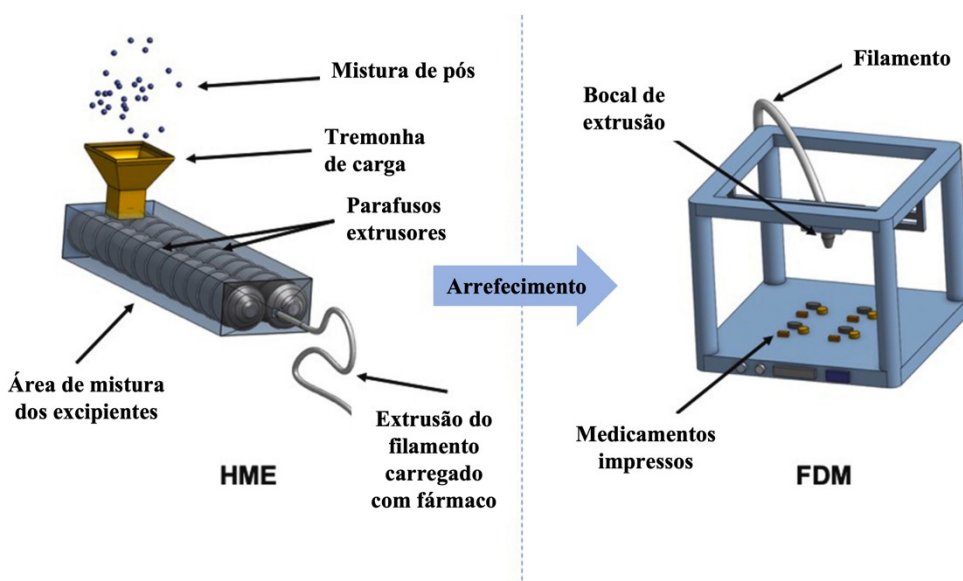 Mistura de pós
Tremonha
de carga
Parafusos
extrusores
Área de mistura
dos excipientes
Extrusão do
filamento
carregado
com fármaco
HME
Arrefecimento
Filamento
Bocal de
extrusão
Medicamentos
impressos
FDM